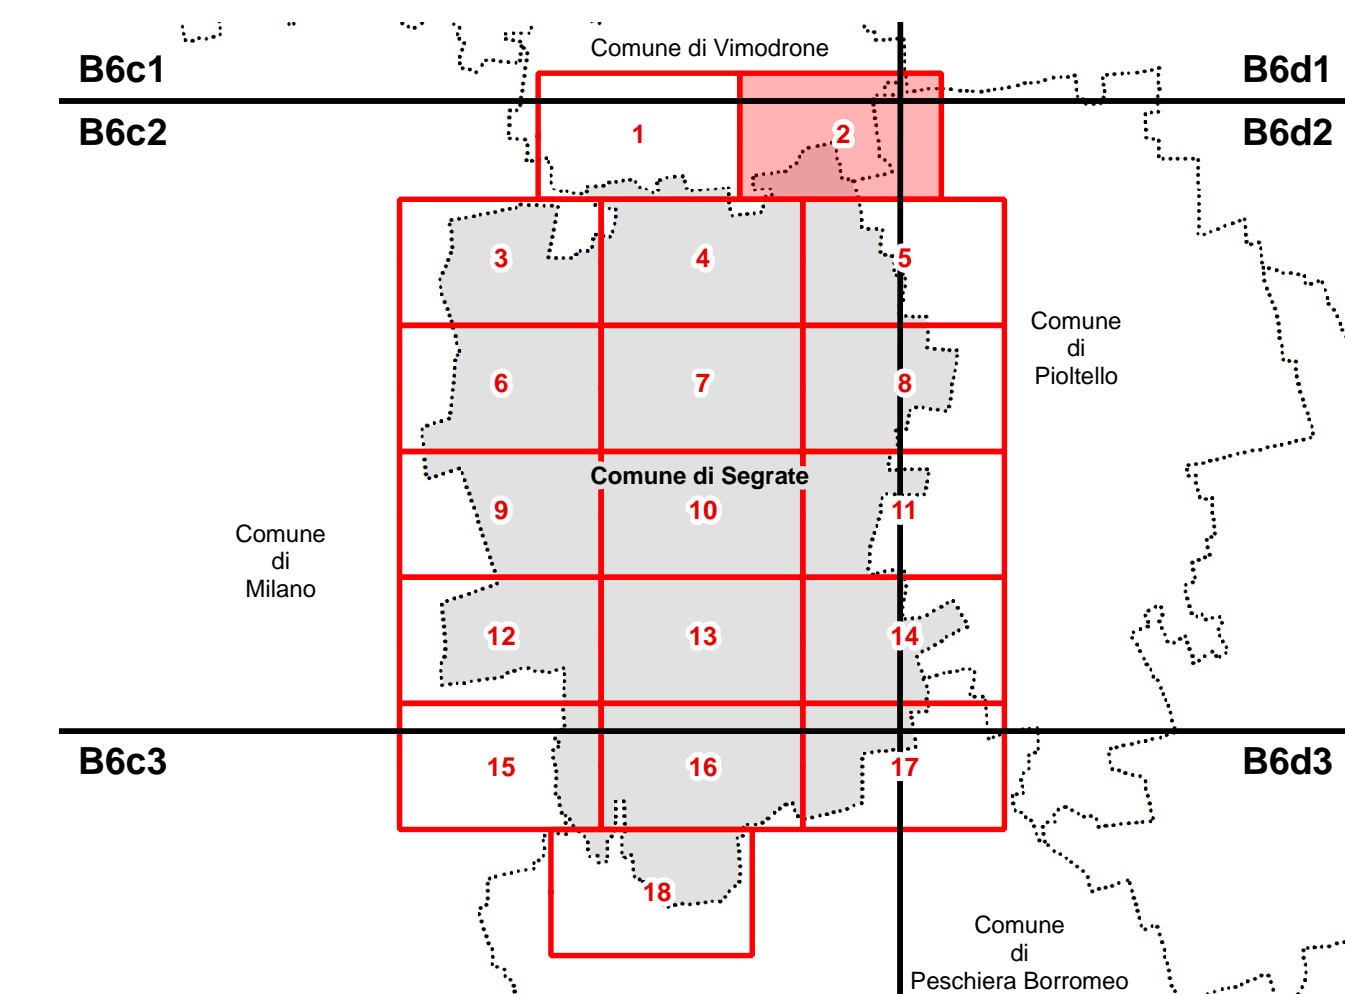 Comune di Vimodrone
B6c1
B6d1
B6c2
B6d2
1
2
3
4
5
Comune
di
Pioltello
6
7
8
Comune di Segrate
9
10
11
Comune
di
Milano
12
13
14
B6c3
B6d3
15
16
17
18
Comune
di
Peschiera Borromeo